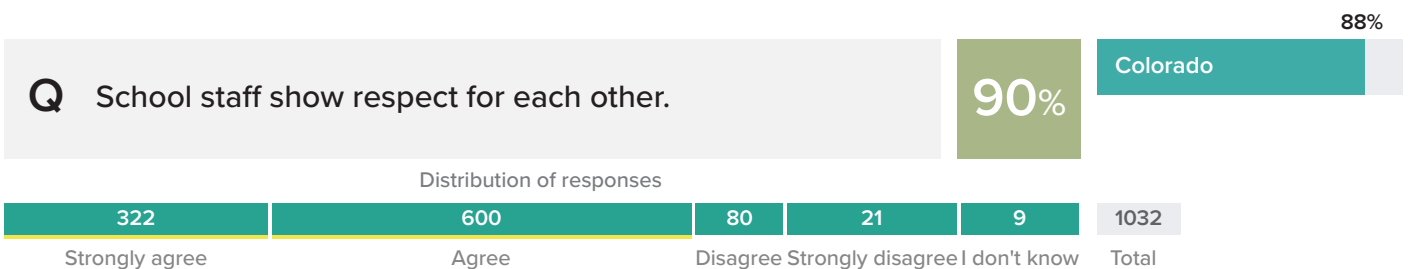 88%
Q School staff show respect for each other.
90%
Colorado
Distribution of responses
322 600 80 21 9 1032
Strongly agree Agree Disagree Strongly disagree I don't know Total